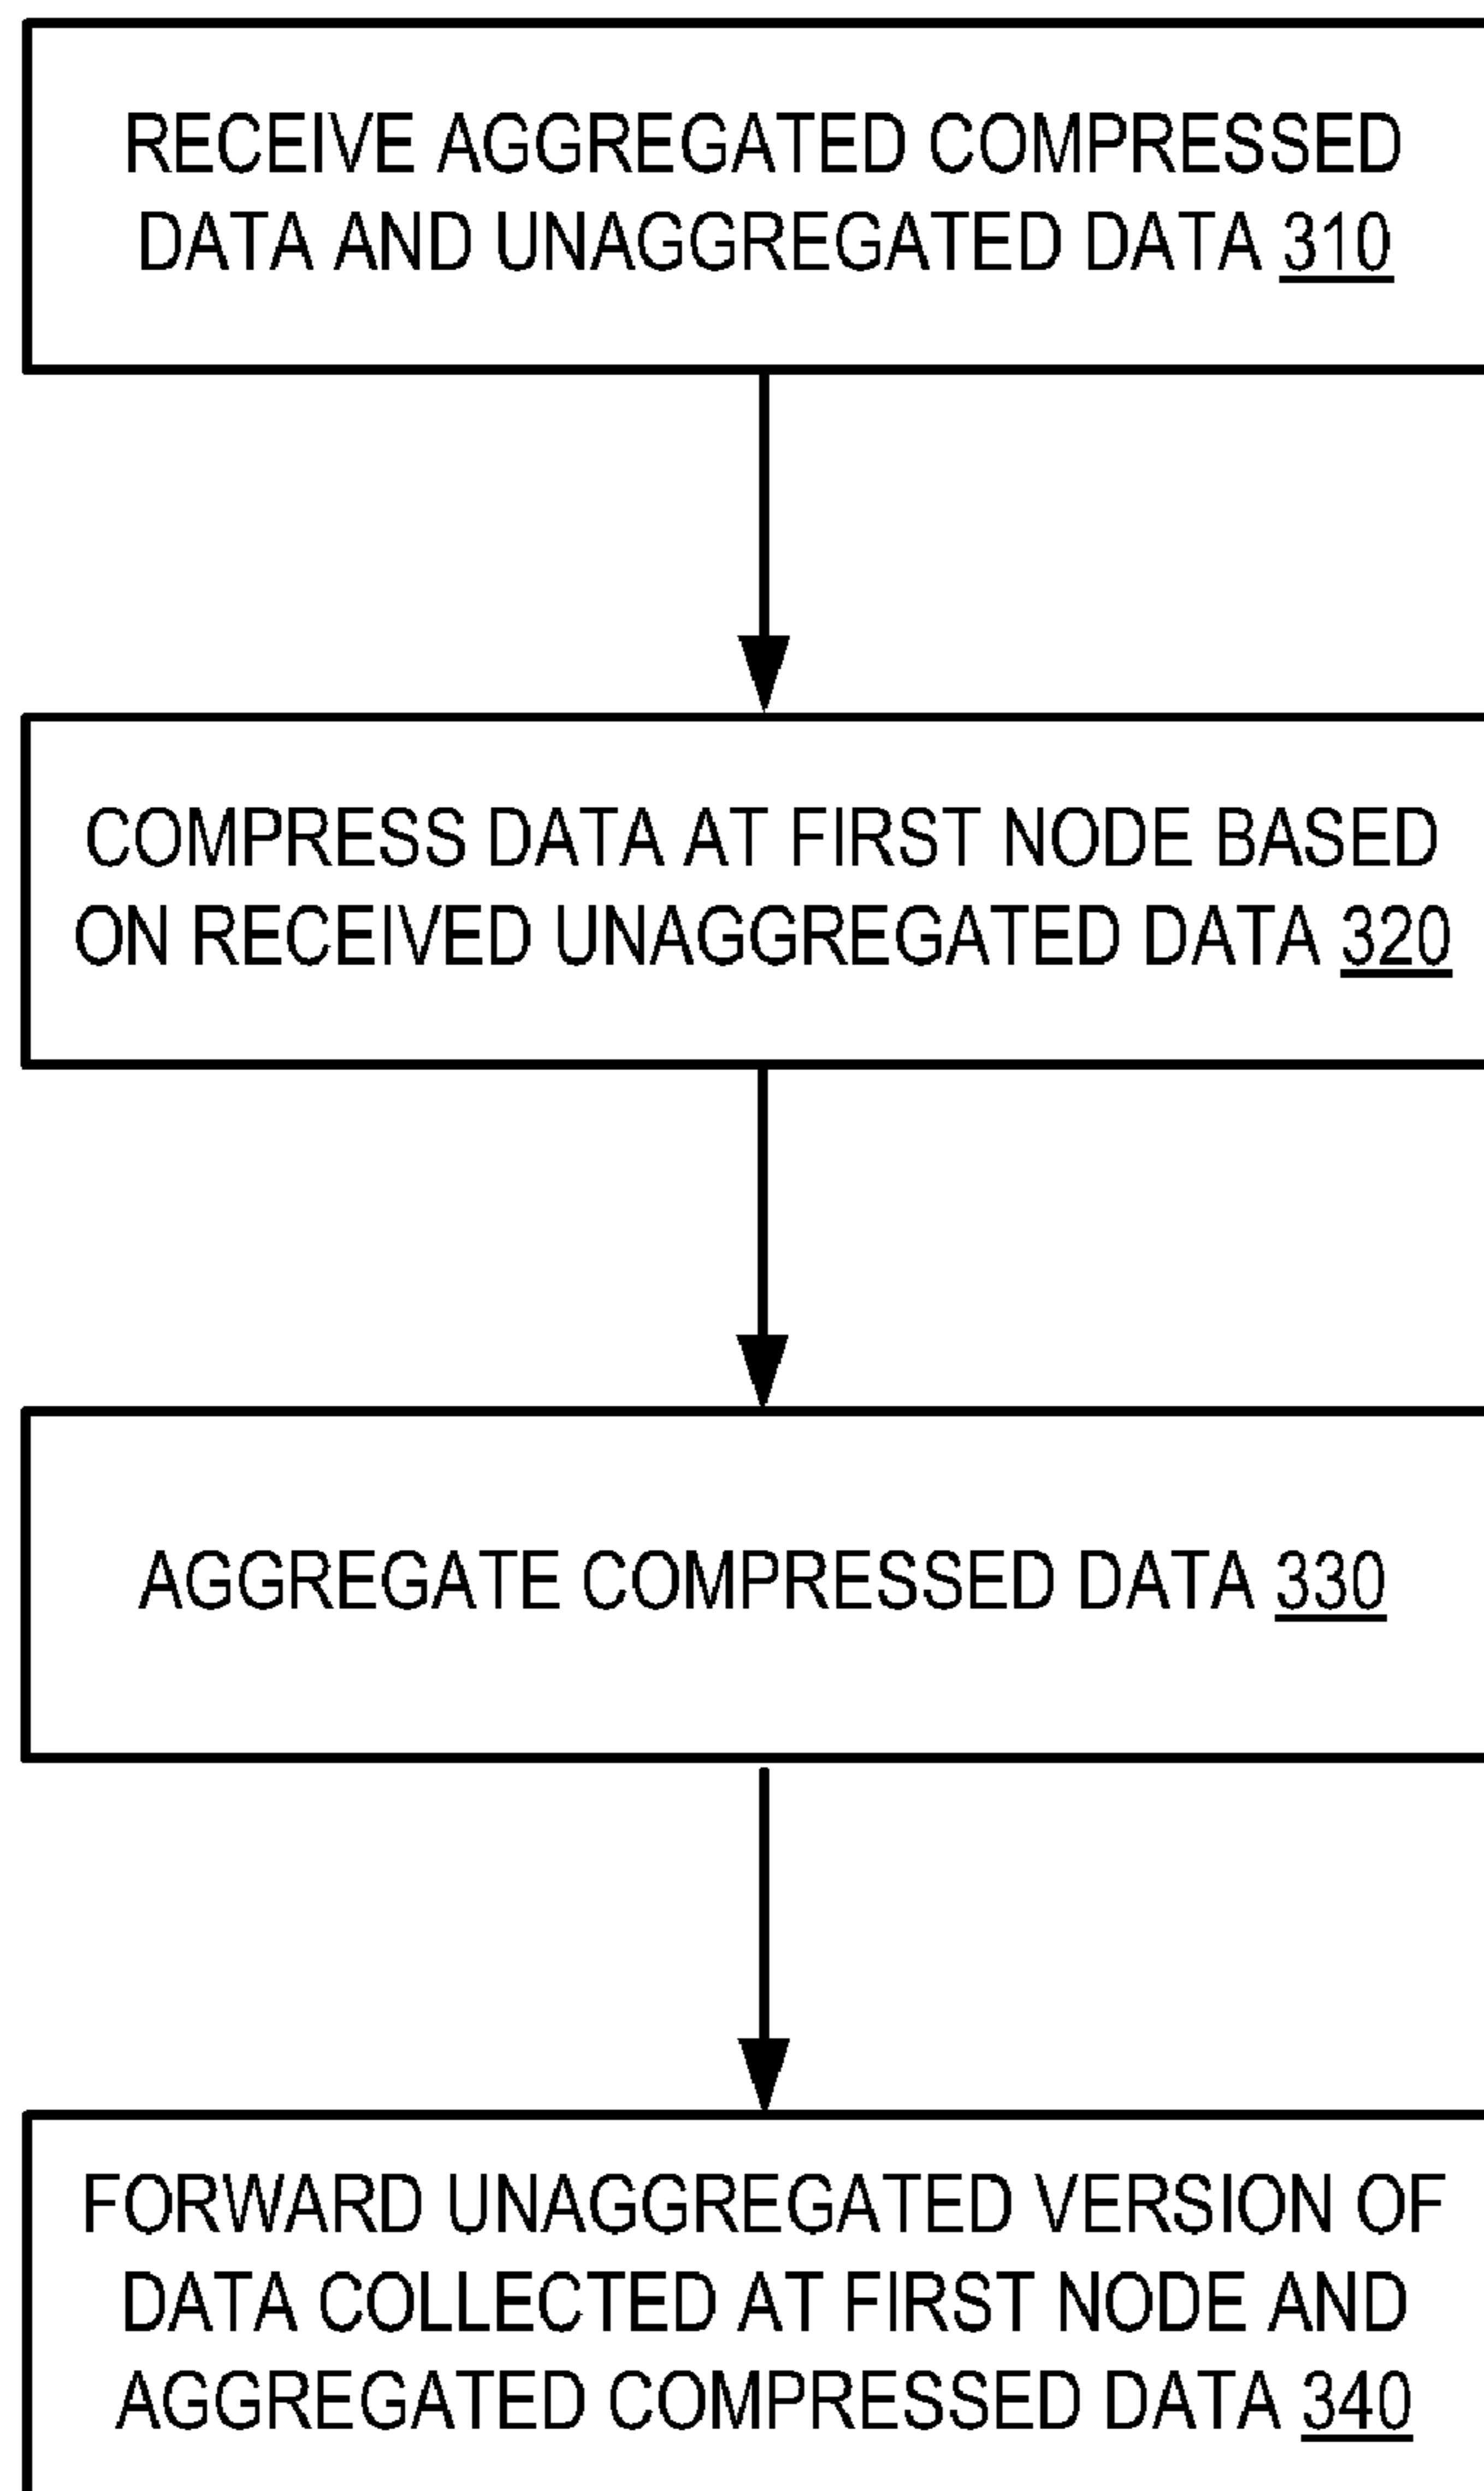 RECEIVE AGGREGATED COMPRESSED
DATA AND UNAGGREGATED DATA 310
COMPRESS DATA AT FIRST NODE BASED
ON RECEIVED UNAGGREGATED DATA 320
AGGREGATE COMPRESSED DATA 330
FORWARD UNAGGREGATED VERSION OF
DATA COLLECTED AT FIRST NODE AND
AGGREGATED COMPRESSED DATA 340